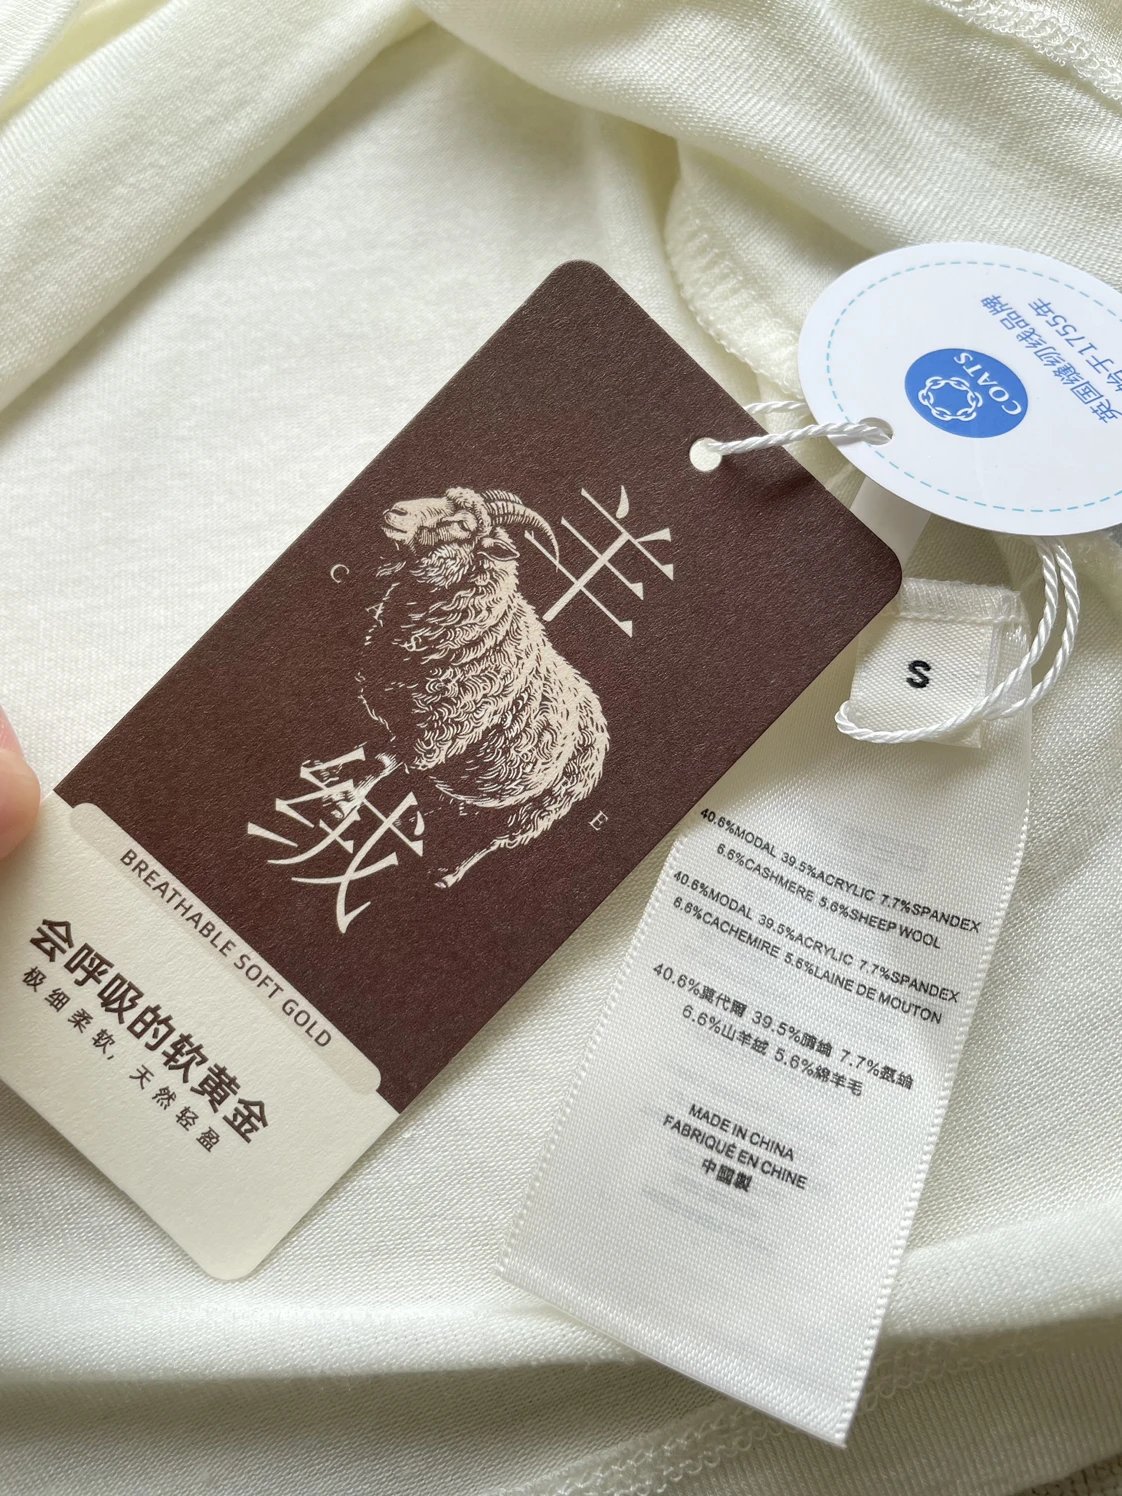 羊
绒
C
A
E
BREATHABLE SOFT GOLD
会呼吸的软黄金
极细柔软，天然轻盈
英国缝纫线品牌
始于1755年
COATS
S
40.6%MODAL 39.5%ACRYLIC 7.7%SPANDEX
6.6%CASHMERE 5.6%SHEEP WOOL
40.6%MODAL 39.5%ACRYLIC 7.7%SPANDEX
6.6%CACHEMIRE 5.6%LAINE DE MOUTON
40.6%莫代爾 39.5%腈綸 7.7%氨綸
6.6%山羊絨 5.6%綿羊毛
MADE IN CHINA
FABRIQUÉ EN CHINE
中國製